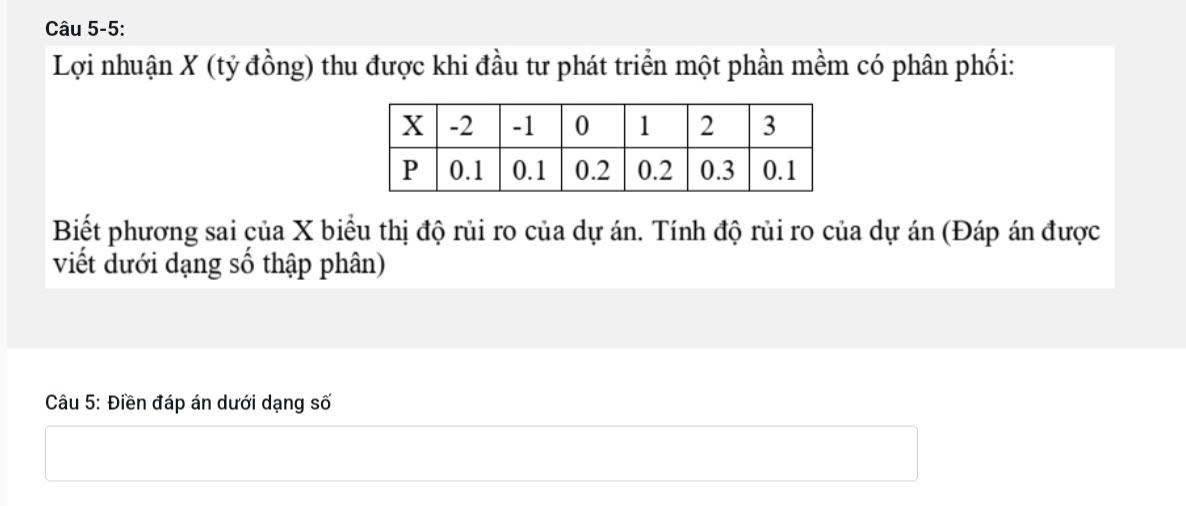 Câu 5-5:
Lợi nhuận X (tỷ đồng) thu được khi đầu tư phát triển một phần mềm có phân phối:
X -2 -1 0 1 2 3
P 0.1 0.1 0.2 0.2 0.3 0.1
Biết phương sai của X biểu thị độ rủi ro của dự án. Tính độ rủi ro của dự án (Đáp án được
viết dưới dạng số thập phân)
Câu 5: Điền đáp án dưới dạng số